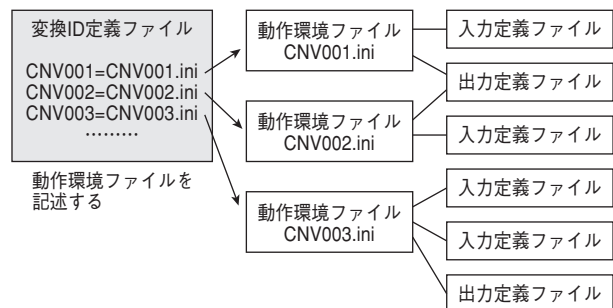 変換ID定義ファイル
CNV001=CNV001.ini
CNV002=CNV002.ini
CNV003=CNV003.ini
………
動作環境ファイルを
記述する
動作環境ファイル
CNV001.ini
動作環境ファイル
CNV002.ini
動作環境ファイル
CNV003.ini
入力定義ファイル
出力定義ファイル
入力定義ファイル
入力定義ファイル
入力定義ファイル
出力定義ファイル